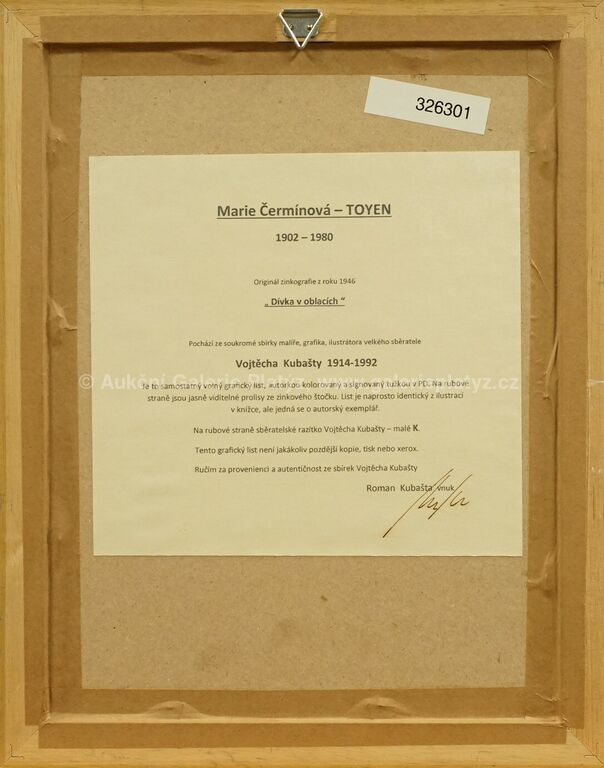 326301
Marie Čermínová – TOYEN
1902 – 1980
Originál zinkografie z roku 1946
„ Dívka v oblacích “
Pochází ze soukromé sbírky malíře, grafika, ilustrátora velkého sběratele
Vojtěcha Kubašty 1914-1992
© Aukční Galerie Platýz
Je to samostatný volný grafický list, autorkou kolorovaný a signovaný tužkou v PD. Na rubové
straně jsou jasně viditelné prolisy ze zinkového štočku. List je naprosto identický z ilustrací
v knížce, ale jedná se o autorský exemplář.
Na rubové straně sběratelské razítko Vojtěcha Kubašty – malé K.
Tento grafický list není jakákoliv pozdější kopie, tisk nebo xerox.
Ručím za provenienci a autentičnost ze sbírek Vojtěcha Kubašty
Roman Kubašta vnuk